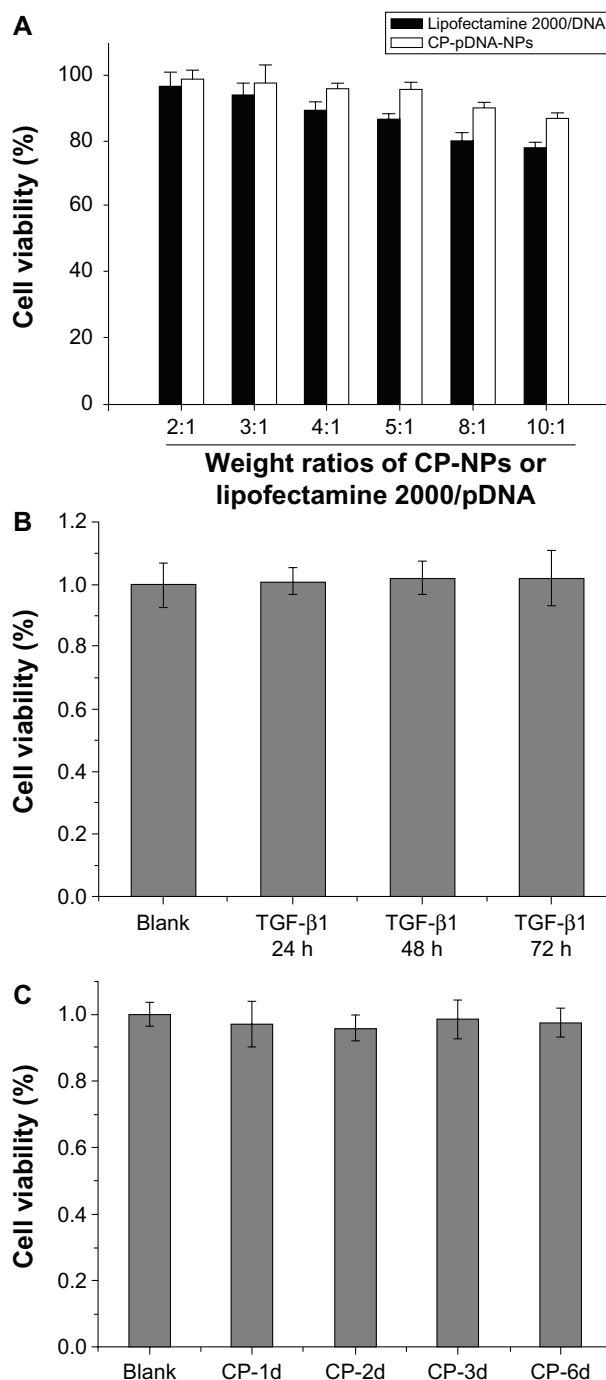 A
Lipofectamine 2000/DNA
CP-pDNA-NPs
Cell viability (%)
100
80
60
40
20
0
2:1 3:1 4:1 5:1 8:1 10:1
Weight ratios of CP-NPs or
lipofectamine 2000/pDNA
B
Cell viability (%)
1.2
1.0
0.8
0.6
0.4
0.2
0.0
Blank TGF-β1 TGF-β1 TGF-β1
24 h 48 h 72 h
C
Cell viability (%)
1.0
0.8
0.6
0.4
0.2
0.0
Blank CP-1d CP-2d CP-3d CP-6d